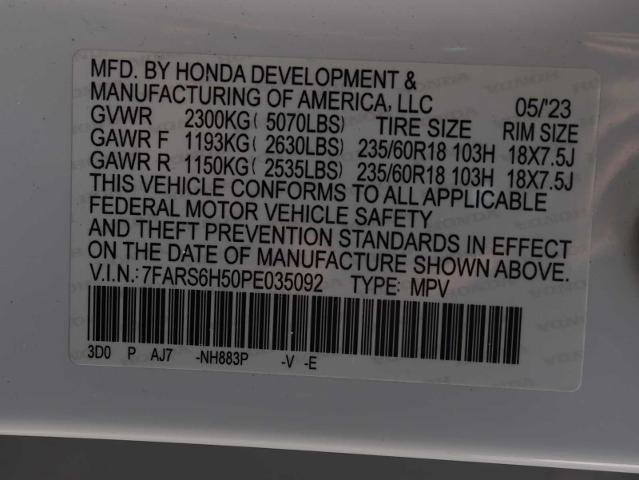 MFD. BY HONDA DEVELOPMENT &
MANUFACTURING OF AMERICA, LLC 05/'23
GVWR 2300KG( 5070LBS) TIRE SIZE RIM SIZE
GAWR F 1193KG( 2630LBS) 235/60R18 103H 18X7.5J
GAWR R 1150KG( 2535LBS) 235/60R18 103H 18X7.5J
THIS VEHICLE CONFORMS TO ALL APPLICABLE
FEDERAL MOTOR VEHICLE SAFETY
AND THEFT PREVENTION STANDARDS IN EFFECT
ON THE DATE OF MANUFACTURE SHOWN ABOVE.
V.I.N.:7FARS6H50PE035092 TYPE: MPV
3D0 P AJ7 -NH883P -V -E